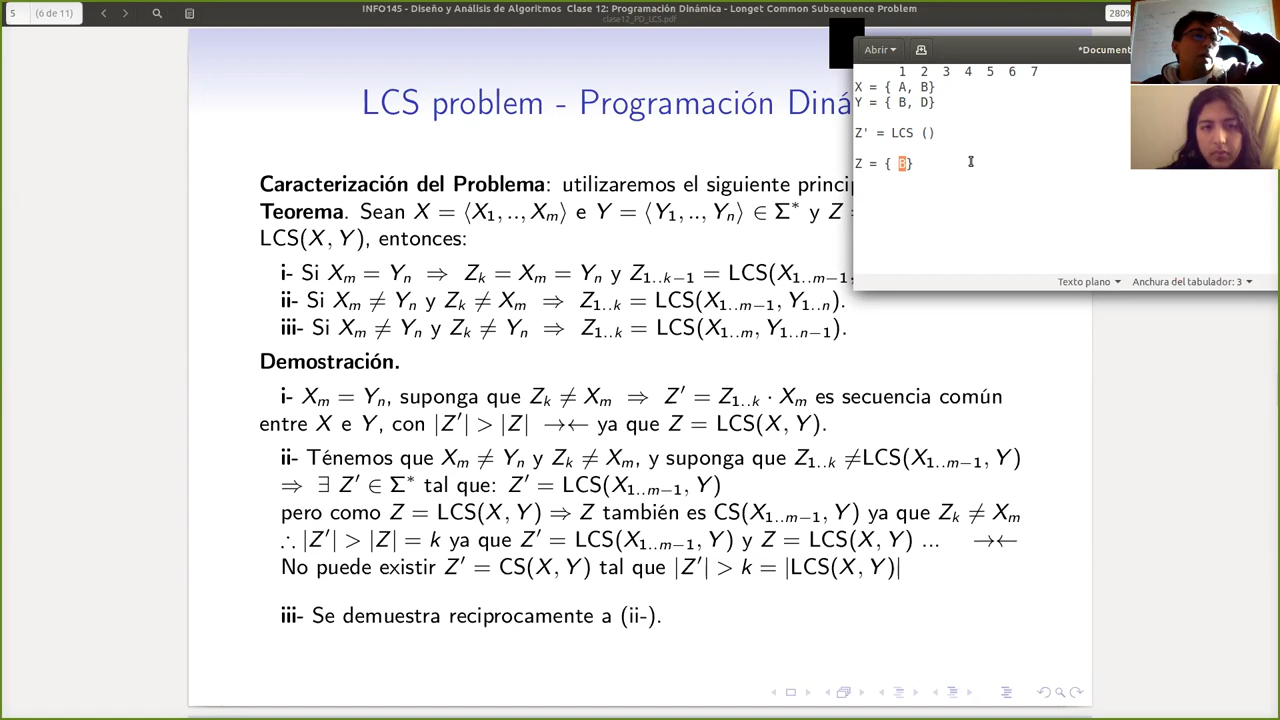 5 (6 of 11)
INFO145 - Diseño y Análisis de Algoritmos Clase 12: Programación Dinámica - Longet Common Subsequence Problem
clase12_PD_LCS.pdf
280%
LCS problem - Programación Diná
Abrir
*Document
1 2 3 4 5 6 7
X = { A, B}
Y = { B, D}
Z' = LCS ()
Z = { B}
Texto plano Anchura del tabulador: 3
Caracterización del Problema: utilizaremos el siguiente princip
Teorema. Sean X = ⟨X₁, .., Xₘ⟩ e Y = ⟨Y₁, .., Yₙ⟩ ∈ Σ* y Z =
LCS(X, Y), entonces:
i- Si Xₘ = Yₙ ⇒ Zₖ = Xₘ = Yₙ y Z₁..ₖ₋₁ = LCS(X₁..ₘ₋₁,
ii- Si Xₘ ≠ Yₙ y Zₖ ≠ Xₘ ⇒ Z₁..ₖ = LCS(X₁..ₘ₋₁, Y₁..ₙ).
iii- Si Xₘ ≠ Yₙ y Zₖ ≠ Yₙ ⇒ Z₁..ₖ = LCS(X₁..ₘ, Y₁..ₙ₋₁).
Demostración.
i- Xₘ = Yₙ, suponga que Zₖ ≠ Xₘ ⇒ Z′ = Z₁..ₖ · Xₘ es secuencia común
entre X e Y, con |Z′| > |Z| →← ya que Z = LCS(X, Y).
ii- Ténemos que Xₘ ≠ Yₙ y Zₖ ≠ Xₘ, y suponga que Z₁..ₖ ≠LCS(X₁..ₘ₋₁, Y)
⇒ ∃ Z′ ∈ Σ* tal que: Z′ = LCS(X₁..ₘ₋₁, Y)
pero como Z = LCS(X, Y) ⇒ Z también es CS(X₁..ₘ₋₁, Y) ya que Zₖ ≠ Xₘ
∴ |Z′| > |Z| = k ya que Z′ = LCS(X₁..ₘ₋₁, Y) y Z = LCS(X, Y) ... →←
No puede existir Z′ = CS(X, Y) tal que |Z′| > k = |LCS(X, Y)|
iii- Se demuestra reciprocamente a (ii-).